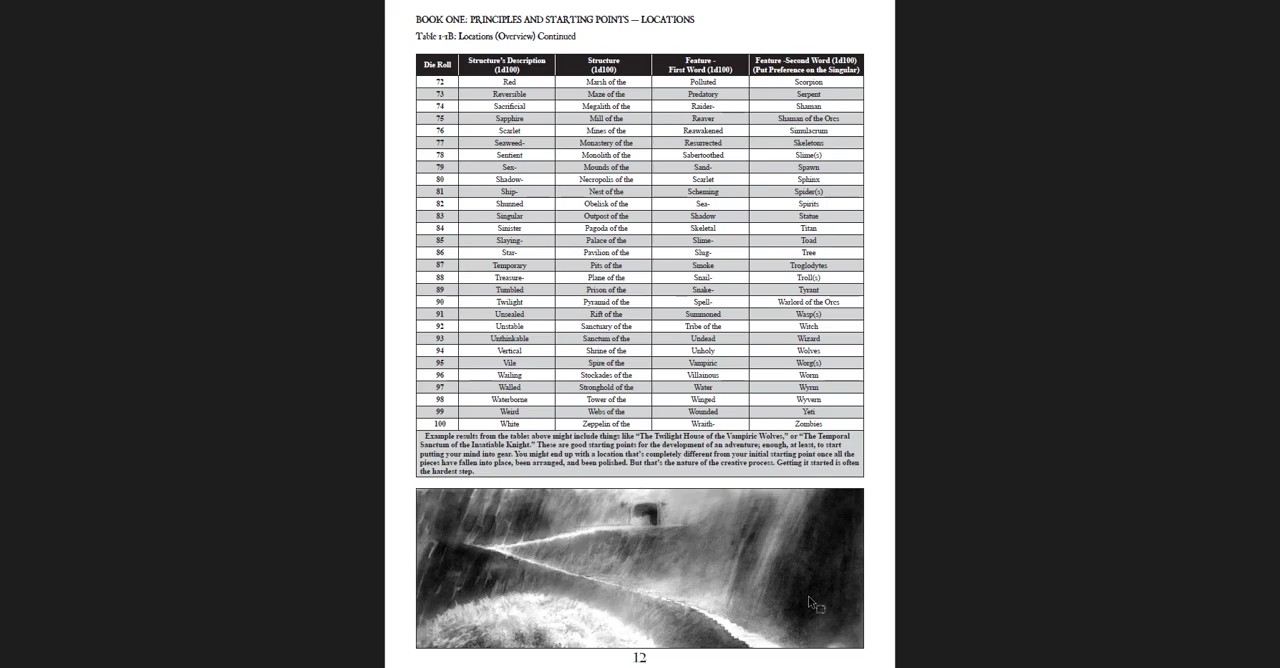 BOOK ONE: PRINCIPLES AND STARTING POINTS — LOCATIONS
Table 1-1B: Locations (Overview) Continued
Die Roll | Structure's Description (1d100) | Structure (1d100) | Feature - First Word (1d100) | Feature -Second Word (1d100) (Put Preference on the Singular)
72 Red Marsh of the Polluted Scorpion
73 Reversible Maze of the Predatory Serpent
74 Sacrificial Megalith of the Raider- Shaman
75 Sapphire Mill of the Reaver Shaman of the Orcs
76 Scarlet Mines of the Reawakened Simulacrum
77 Seaweed- Monastery of the Resurrected Skeletons
78 Sentient Monolith of the Sabertoothed Slime(s)
79 Sex- Mounds of the Sand- Spawn
80 Shadow- Necropolis of the Scarlet Sphinx
81 Ship- Nest of the Scheming Spider(s)
82 Shunned Obelisk of the Sea- Spirits
83 Singular Outpost of the Shadow Statue
84 Sinister Pagoda of the Skeletal Titan
85 Slaying- Palace of the Slime- Toad
86 Star- Pavilion of the Slug- Tree
87 Temporary Pits of the Smoke Troglodytes
88 Treasure- Plane of the Snail- Troll(s)
89 Tumbled Prison of the Snake- Tyrant
90 Twilight Pyramid of the Spell- Warlord of the Orcs
91 Unsealed Rift of the Summoned Wasp(s)
92 Unstable Sanctuary of the Tribe of the Witch
93 Unthinkable Sanctum of the Undead Wizard
94 Vertical Shrine of the Unholy Wolves
95 Vile Spire of the Vampiric Worg(s)
96 Wailing Stockades of the Villainous Worm
97 Walled Stronghold of the Water Wyrm
98 Waterborne Tower of the Winged Wyvern
99 Weird Webs of the Wounded Yeti
100 White Zeppelin of the Wraith- Zombies
Example results from the tables above might include things like “The Twilight House of the Vampiric Wolves,” or “The Temporal
Sanctum of the Insatiable Knight.” These are good starting points for the development of an adventure; enough, at least, to start
putting your mind into gear. You might end up with a location that's completely different from your initial starting point once all the
pieces have fallen into place, been arranged, and been polished. But that's the nature of the creative process. Getting it started is often
the hardest step.
12